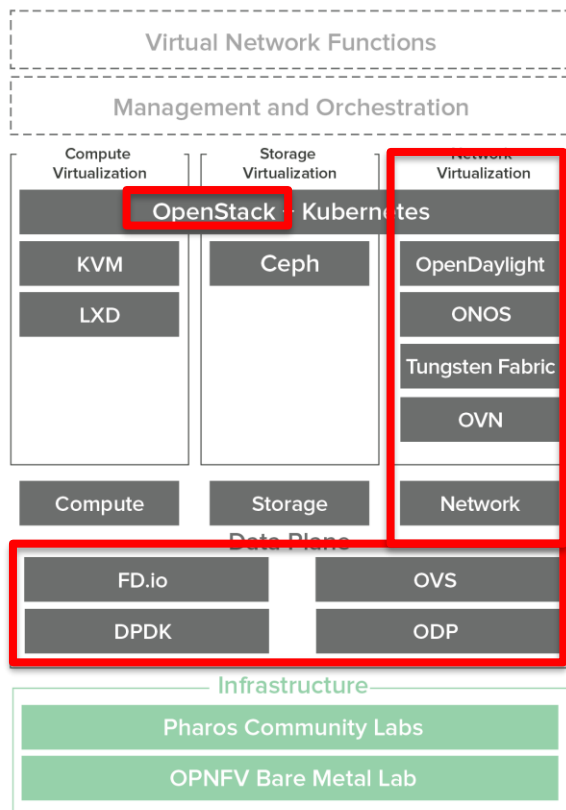 Virtual Network Functions
Management and Orchestration
Compute
Virtualization
Storage
Virtualization
Network
Virtualization
OpenStack + Kubernetes
KVM
Ceph
OpenDaylight
LXD
ONOS
Tungsten Fabric
OVN
Compute
Storage
Network
Data Plane
FD.io
OVS
DPDK
ODP
Infrastructure
Pharos Community Labs
OPNFV Bare Metal Lab